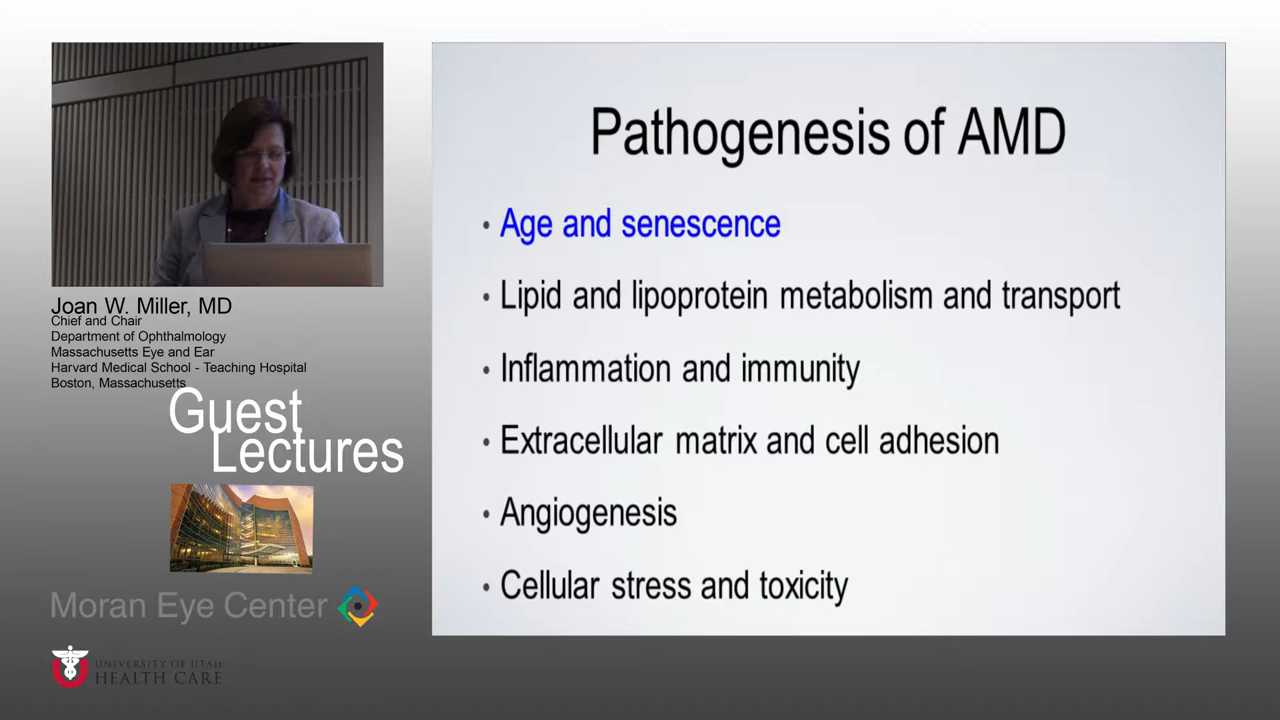 Pathogenesis of AMD
• Age and senescence
• Lipid and lipoprotein metabolism and transport
• Inflammation and immunity
• Extracellular matrix and cell adhesion
• Angiogenesis
• Cellular stress and toxicity
Joan W. Miller, MD
Chief and Chair
Department of Ophthalmology
Massachusetts Eye and Ear
Harvard Medical School - Teaching Hospital
Boston, Massachusetts
Guest
Lectures
Moran Eye Center
UNIVERSITY OF UTAH
HEALTH CARE